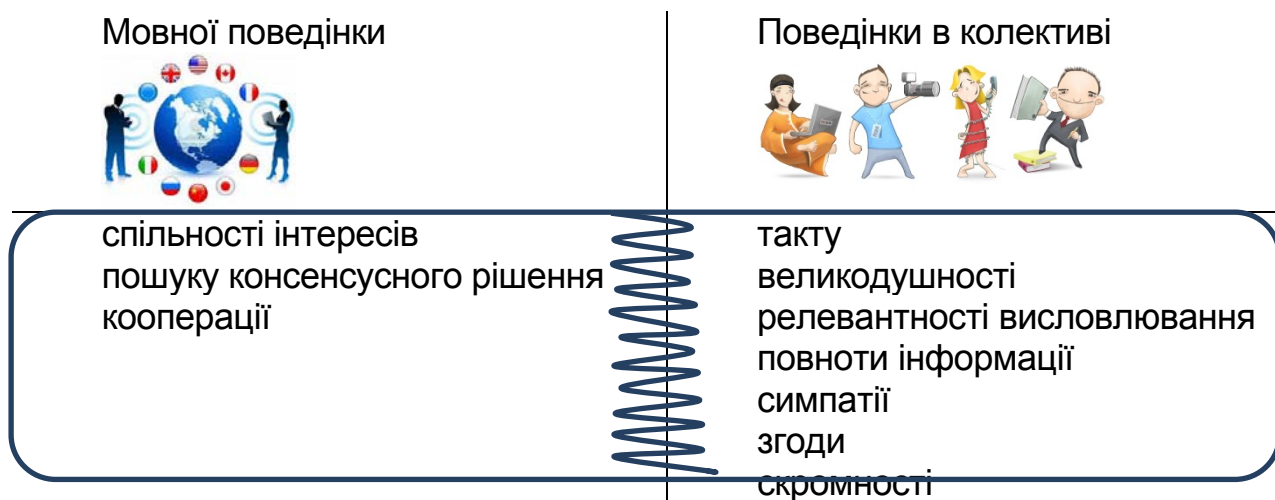 Мовної поведінки
Поведінки в колективі
спільності інтересів
пошуку консенсусного рішення
кооперації
такту
великодушності
релевантності висловлювання
повноти інформації
симпатії
згоди
скромності